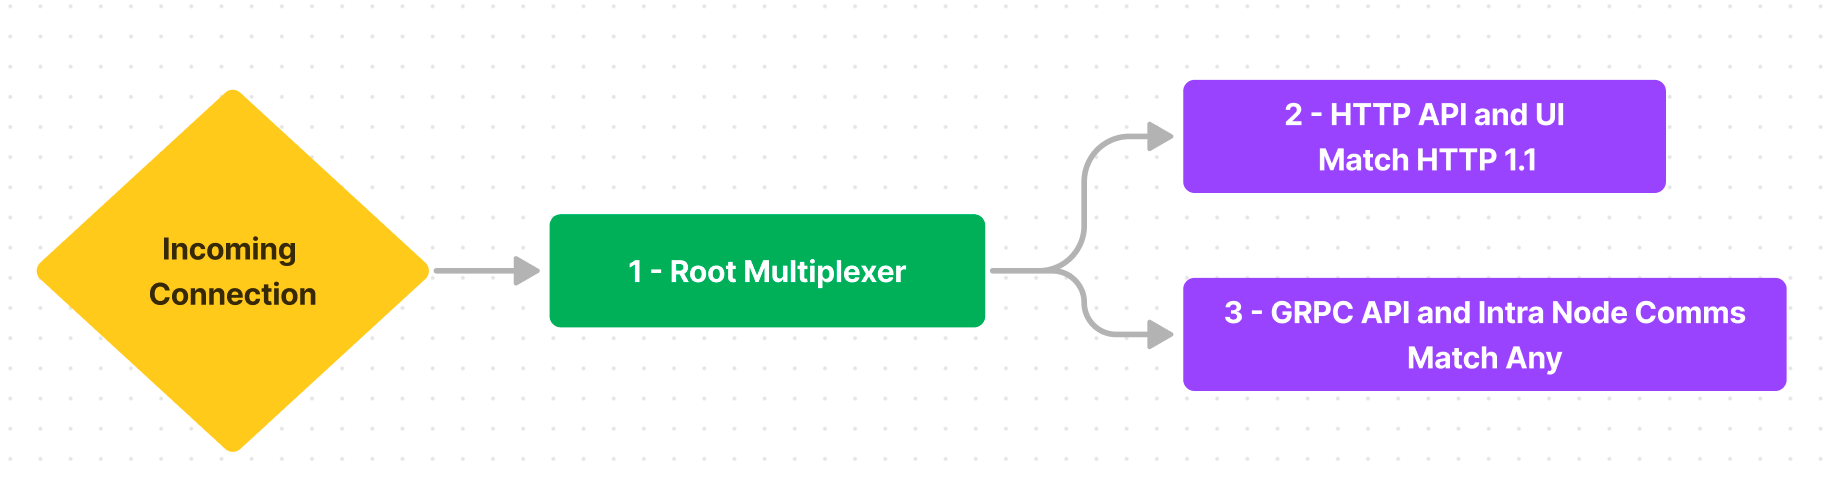 Incoming
Connection
1 - Root Multiplexer
2 - HTTP API and UI
Match HTTP 1.1
3 - GRPC API and Intra Node Comms
Match Any